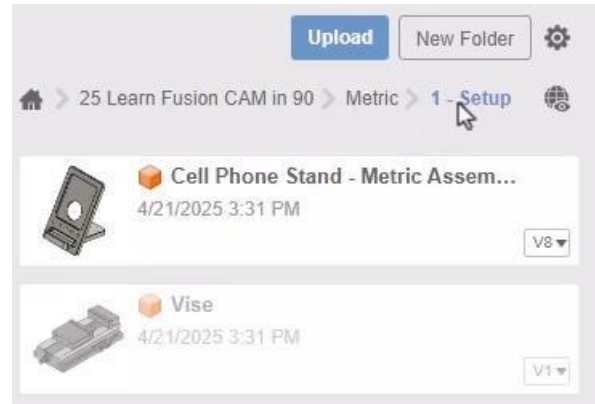 Upload New Folder
25 Learn Fusion CAM in 90 > Metric > 1 - Setup
Cell Phone Stand - Metric Assem...
4/21/2025 3:31 PM
V8
Vise
4/21/2025 3:31 PM
V1